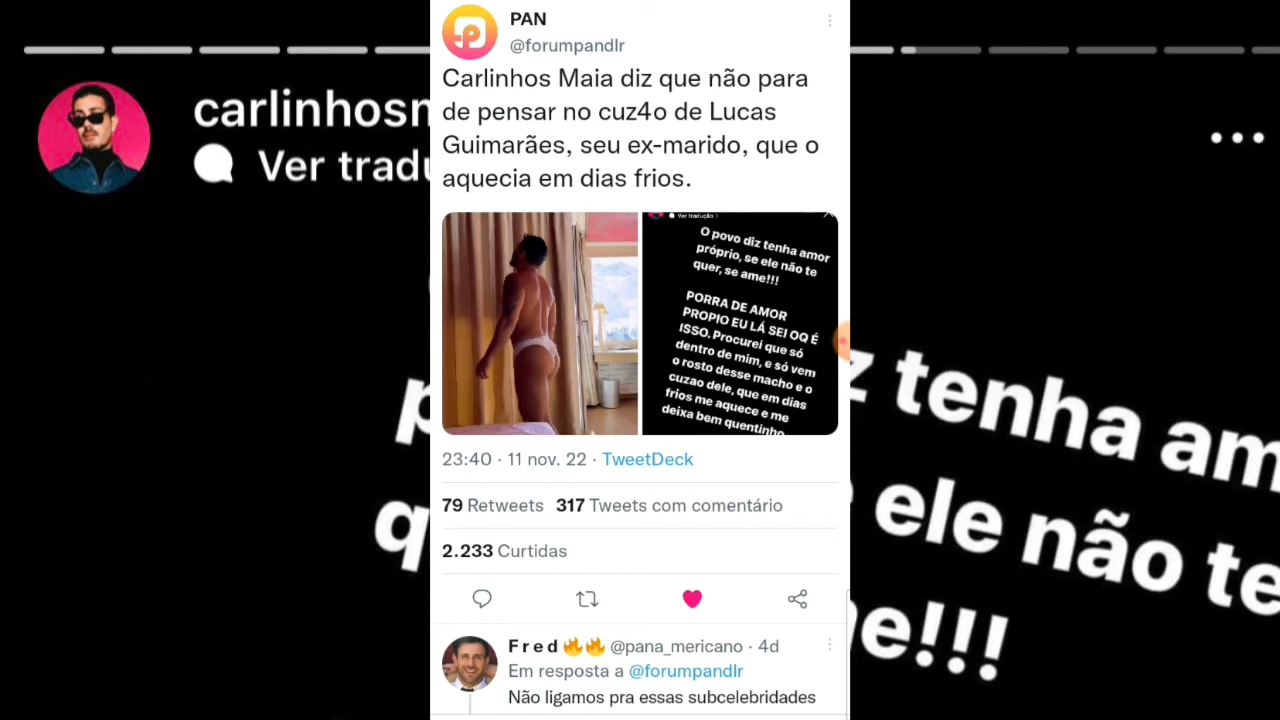 carlinhosm
Ver tradu
z tenha am
ele não te
e!!!
PAN
@forumpandlr
Carlinhos Maia diz que não para
de pensar no cuz4o de Lucas
Guimarães, seu ex-marido, que o
aquecia em dias frios.
Ver tradução
O povo diz tenha amor
próprio, se ele não te
quer, se ame!!!
PORRA DE AMOR
PROPIO EU LÁ SEI OQ É
ISSO. Procurei que só
dentro de mim, e só vem
o rosto desse macho e o
cuzao dele, que em dias
frios me aquece e me
deixa bem quentinho
23:40 · 11 nov. 22 · TweetDeck
79 Retweets 317 Tweets com comentário
2.233 Curtidas
Fred🔥🔥 @pana_mericano · 4d
Em resposta a @forumpandlr
Não ligamos pra essas subcelebridades